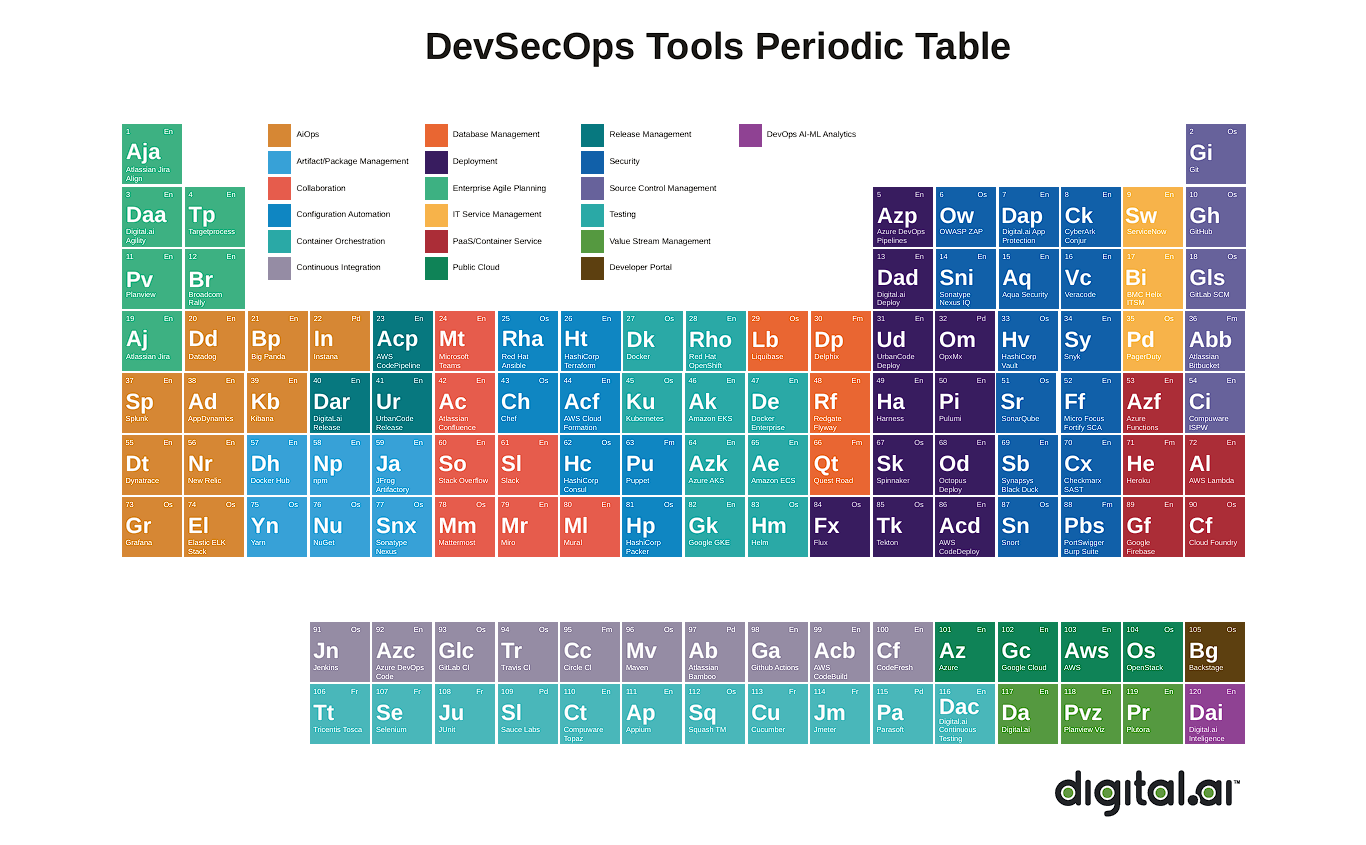 DevSecOps Tools Periodic Table
AiOps
Artifact/Package Management
Collaboration
Configuration Automation
Container Orchestration
Continuous Integration
Database Management
Deployment
Enterprise Agile Planning
IT Service Management
PaaS/Container Service
Public Cloud
Release Management
Security
Source Control Management
Testing
Value Stream Management
Developer Portal
DevOps AI-ML Analytics
1 En
Aja
Atlassian Jira
Align
2 Os
Gi
Git
3 En
Daa
Digital.ai
Agility
4 En
Tp
Targetprocess
5 En
Azp
Azure DevOps
Pipelines
6 Os
Ow
OWASP ZAP
7 En
Dap
Digital.ai App
Protection
8 En
Ck
CyberArk
Conjur
9 En
Sw
ServiceNow
10 En
Gh
GitHub
11 En
Pv
Planview
12 En
Br
Broadcom
Rally
13 En
Dad
Digital.ai
Deploy
14 En
Sni
Sonatype
Nexus IQ
15 En
Aq
Aqua Security
16 En
Vc
Veracode
17 En
Bi
BMC Helix
ITSM
18 Os
Gls
GitLab SCM
19 En
Aj
Atlassian Jira
20 En
Dd
Datadog
21 En
Bp
Big Panda
22 Pd
In
Instana
23 En
Acp
AWS
CodePipeline
24 En
Mt
Microsoft
Teams
25 Os
Rha
Red Hat
Ansible
26 En
Ht
HashiCorp
Terraform
27 Os
Dk
Docker
28 En
Rho
Red Hat
OpenShift
29 Os
Lb
Liquibase
30 Fm
Dp
Delphix
31 En
Ud
UrbanCode
Deploy
32 Pd
Om
OpxMx
33 En
Hv
HashiCorp
Vault
34 En
Sy
Snyk
35 Os
Pd
PagerDuty
36 Fm
Abb
Atlassian
Bitbucket
37 En
Sp
Splunk
38 En
Ad
AppDynamics
39 En
Kb
Kibana
40 En
Dar
Digital.ai
Release
41 En
Ur
UrbanCode
Release
42 En
Ac
Atlassian
Confluence
43 Os
Ch
Chef
44 En
Acf
AWS Cloud
Formation
45 Os
Ku
Kubernetes
46 En
Ak
Amazon EKS
47 En
De
Docker
Enterprise
48 En
Rf
Redgate
Flyway
49 En
Ha
Harness
50 En
Pi
Pulumi
51 Os
Sr
SonarQube
52 En
Ff
Micro Focus
Fortify SCA
53 En
Azf
Azure
Functions
54 En
Ci
Compuware
ISPW
55 En
Dt
Dynatrace
56 En
Nr
New Relic
57 En
Dh
Docker Hub
58 En
Np
npm
59 En
Ja
JFrog
Artifactory
60 En
So
Stack Overflow
61 En
Sl
Slack
62 Os
Hc
HashiCorp
Consul
63 Fm
Pu
Puppet
64 En
Azk
Azure AKS
65 En
Ae
Amazon ECS
66 Fm
Qt
Quest Road
67 Os
Sk
Spinnaker
68 En
Od
Octopus
Deploy
69 En
Sb
Synapsys
Black Duck
70 En
Cx
Checkmarx
SAST
71 Fm
He
Heroku
72 En
Al
AWS Lambda
73 Os
Gr
Grafana
74 Os
El
Elastic ELK
Stack
75 Os
Yn
Yarn
76 Os
Nu
NuGet
77 Os
Snx
Sonatype
Nexus
78 Os
Mm
Mattermost
79 En
Mr
Miro
80 En
Ml
Mural
81 En
Hp
HashiCorp
Packer
82 En
Gk
Google GKE
83 Os
Hm
Helm
84 En
Fx
Flux
85 Os
Tk
Tekton
86 En
Acd
AWS
CodeDeploy
87 Os
Sn
Snort
88 Fm
Pbs
PortSwigger
Burp Suite
89 En
Gf
Google
Firebase
90 Os
Cf
Cloud Foundry
91 Os
Jn
Jenkins
92 En
Azc
Azure DevOps
Code
93 Os
Glc
GitLab CI
94 Os
Tr
Travis CI
95 Fm
Cc
Circle CI
96 Os
Mv
Maven
97 Pd
Ab
Atlassian
Bamboo
98 En
Ga
Github Actions
99 En
Acb
AWS
CodeBuild
100 En
Cf
CodeFresh
101 En
Az
Azure
102 En
Gc
Google Cloud
103 En
Aws
AWS
104 Os
Os
OpenStack
105 Os
Bg
Backstage
106 Fr
Tt
Tricentis Tosca
107 Fr
Se
Selenium
108 Fr
Ju
JUnit
109 Pd
Sl
Sauce Labs
110 En
Ct
Compuware
Topaz
111 En
Ap
Appium
112 Os
Sq
Squash TM
113 Fr
Cu
Cucumber
114 Fr
Jm
Jmeter
115 Pd
Pa
Parasoft
116 En
Dac
Digital.ai
Continuous
Testing
117 En
Da
Digital.ai
118 En
Pvz
Planview Viz
119 En
Pr
Plutora
120 En
Dai
Digital.ai
Inteligence
digital.ai™